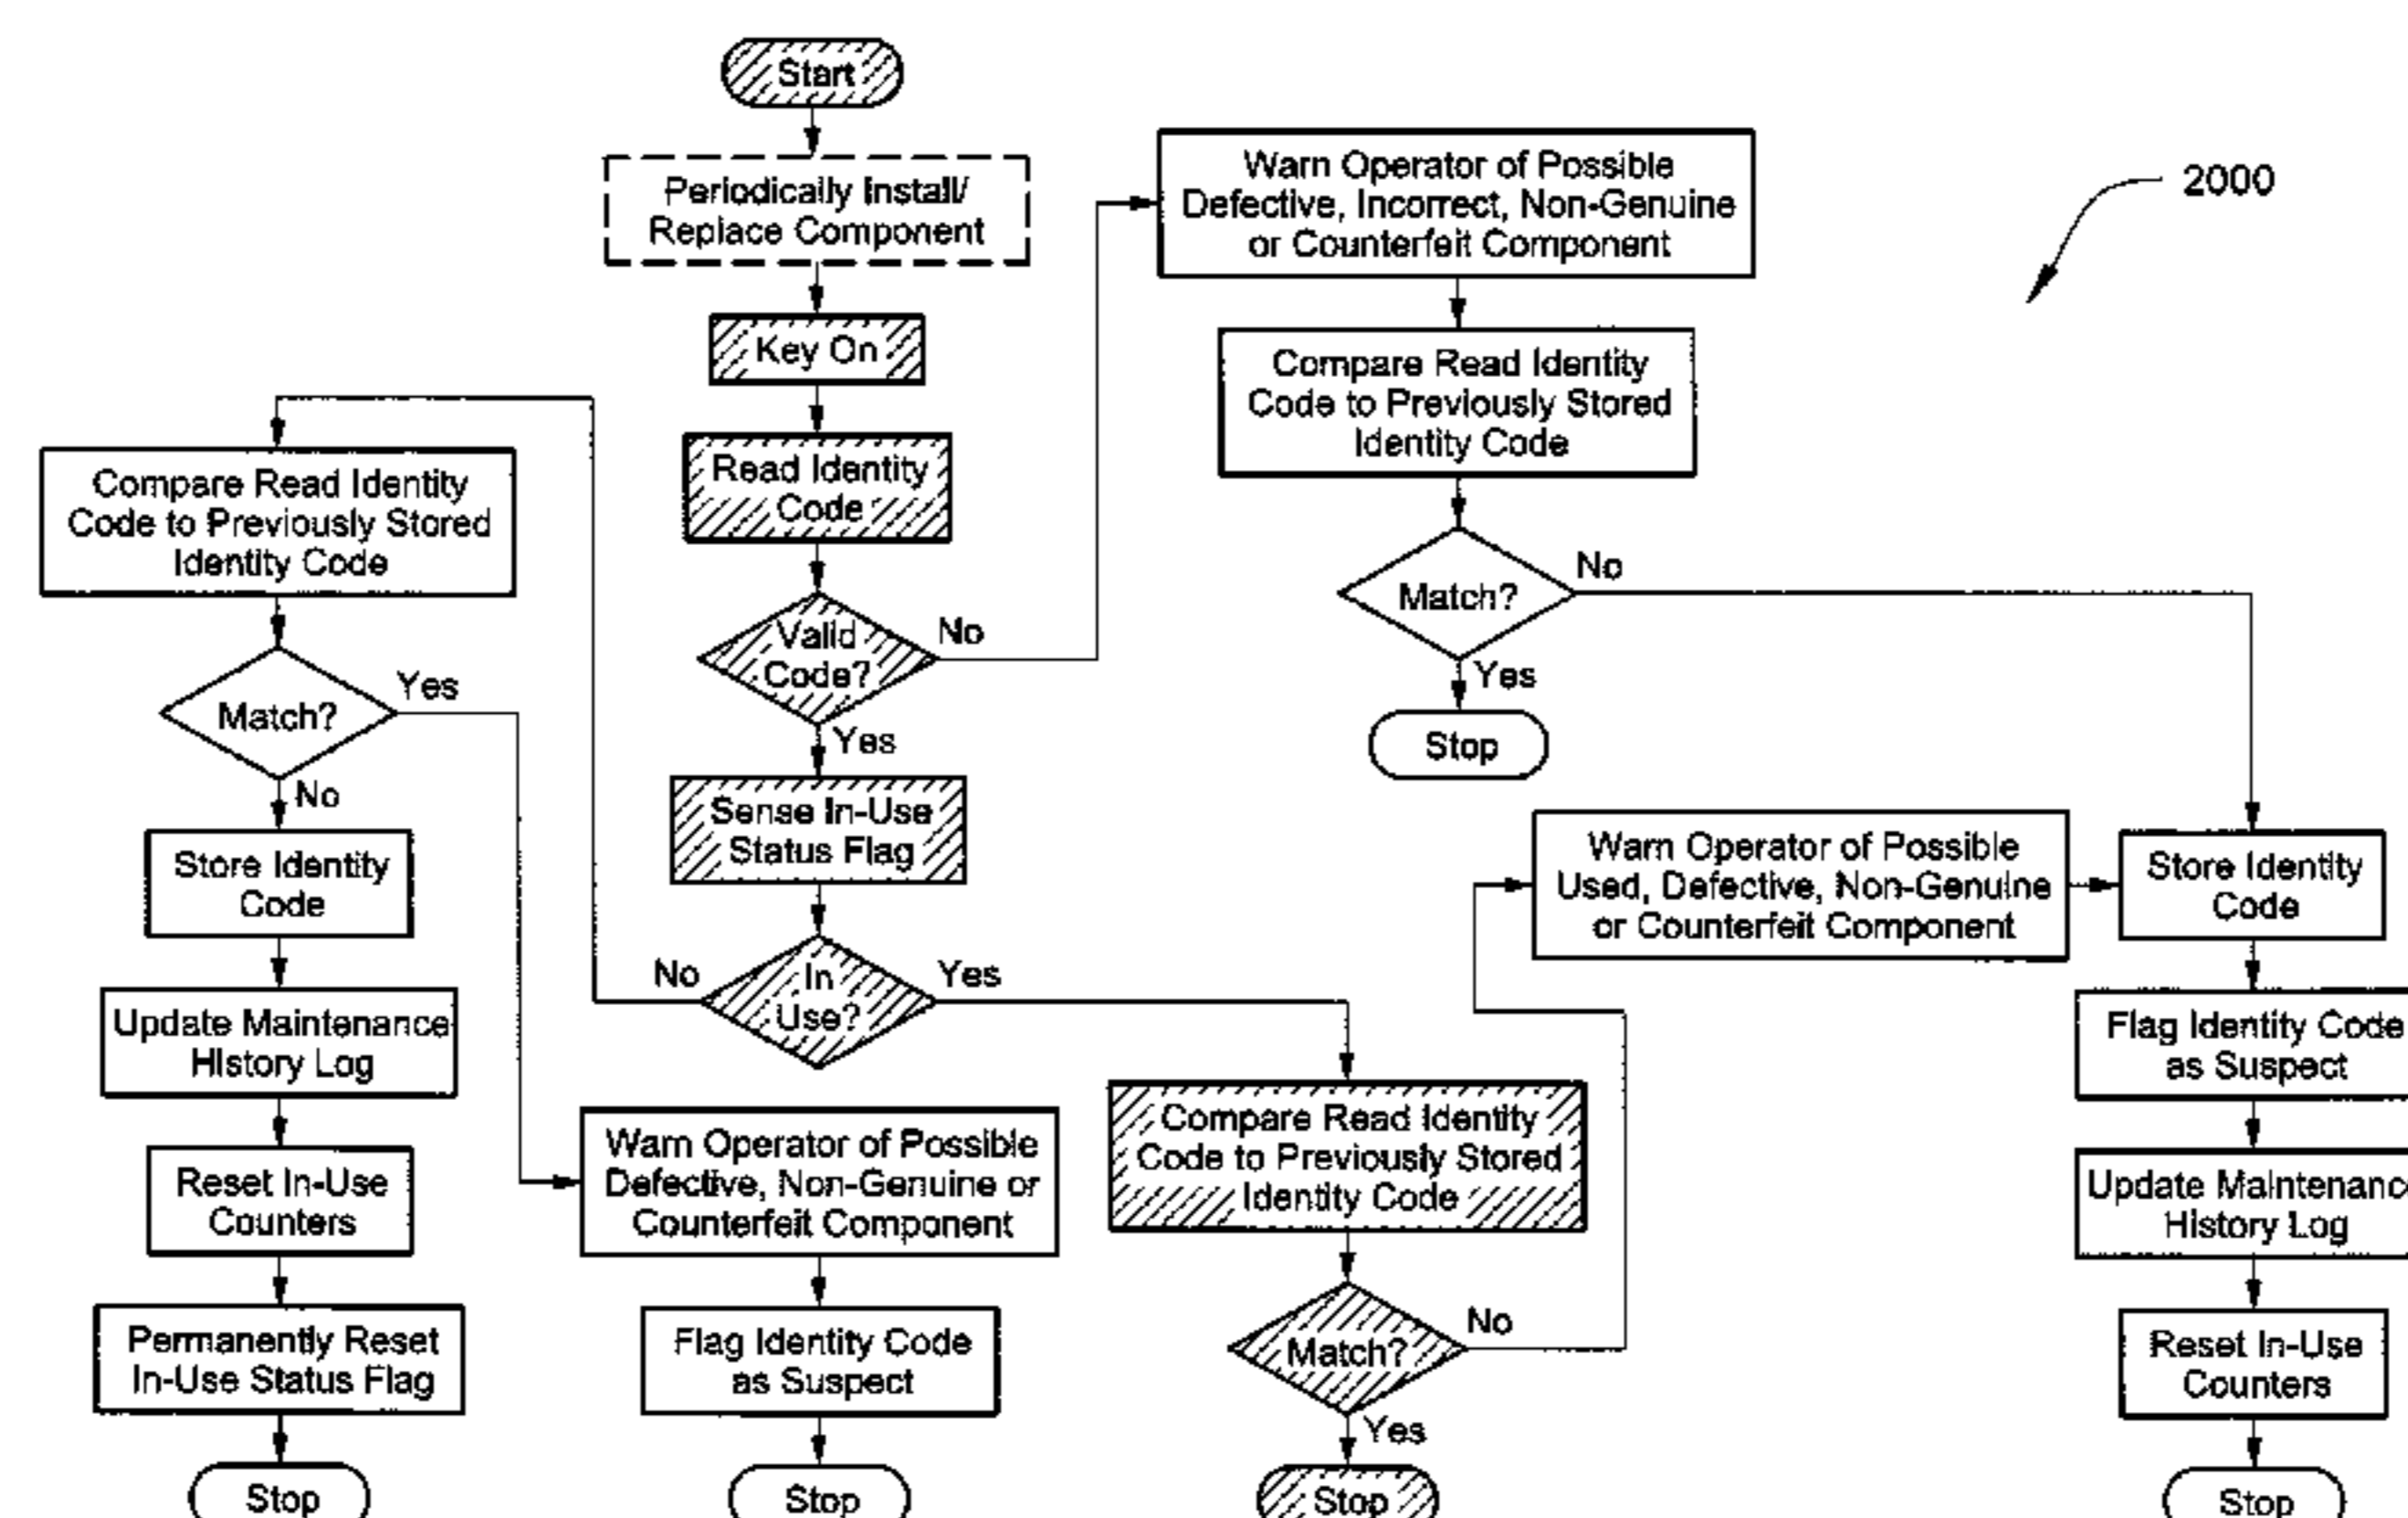 Start
Periodically Install/
Replace Component
Key On
Read Identity
Code
Valid
Code?
No
Yes
Sense In-Use
Status Flag
In
Use?
No
Yes
Compare Read Identity
Code to Previously Stored
Identity Code
Match?
Yes
No
Store Identity
Code
Update Maintenance
History Log
Reset In-Use
Counters
Permanently Reset
In-Use Status Flag
Stop
Warn Operator of Possible
Defective, Non-Genuine or
Counterfeit Component
Flag Identity Code
as Suspect
Stop
Compare Read Identity
Code to Previously Stored
Identity Code
Match?
No
Yes
Stop
Warn Operator of Possible
Defective, Incorrect, Non-Genuine
or Counterfeit Component
Compare Read Identity
Code to Previously Stored
Identity Code
Match?
No
Yes
Stop
2000
Warn Operator of Possible
Used, Defective, Non-Genuine
or Counterfeit Component
Store Identity
Code
Flag Identity Code
as Suspect
Update Maintenanc
History Log
Reset In-Use
Counters
Stop